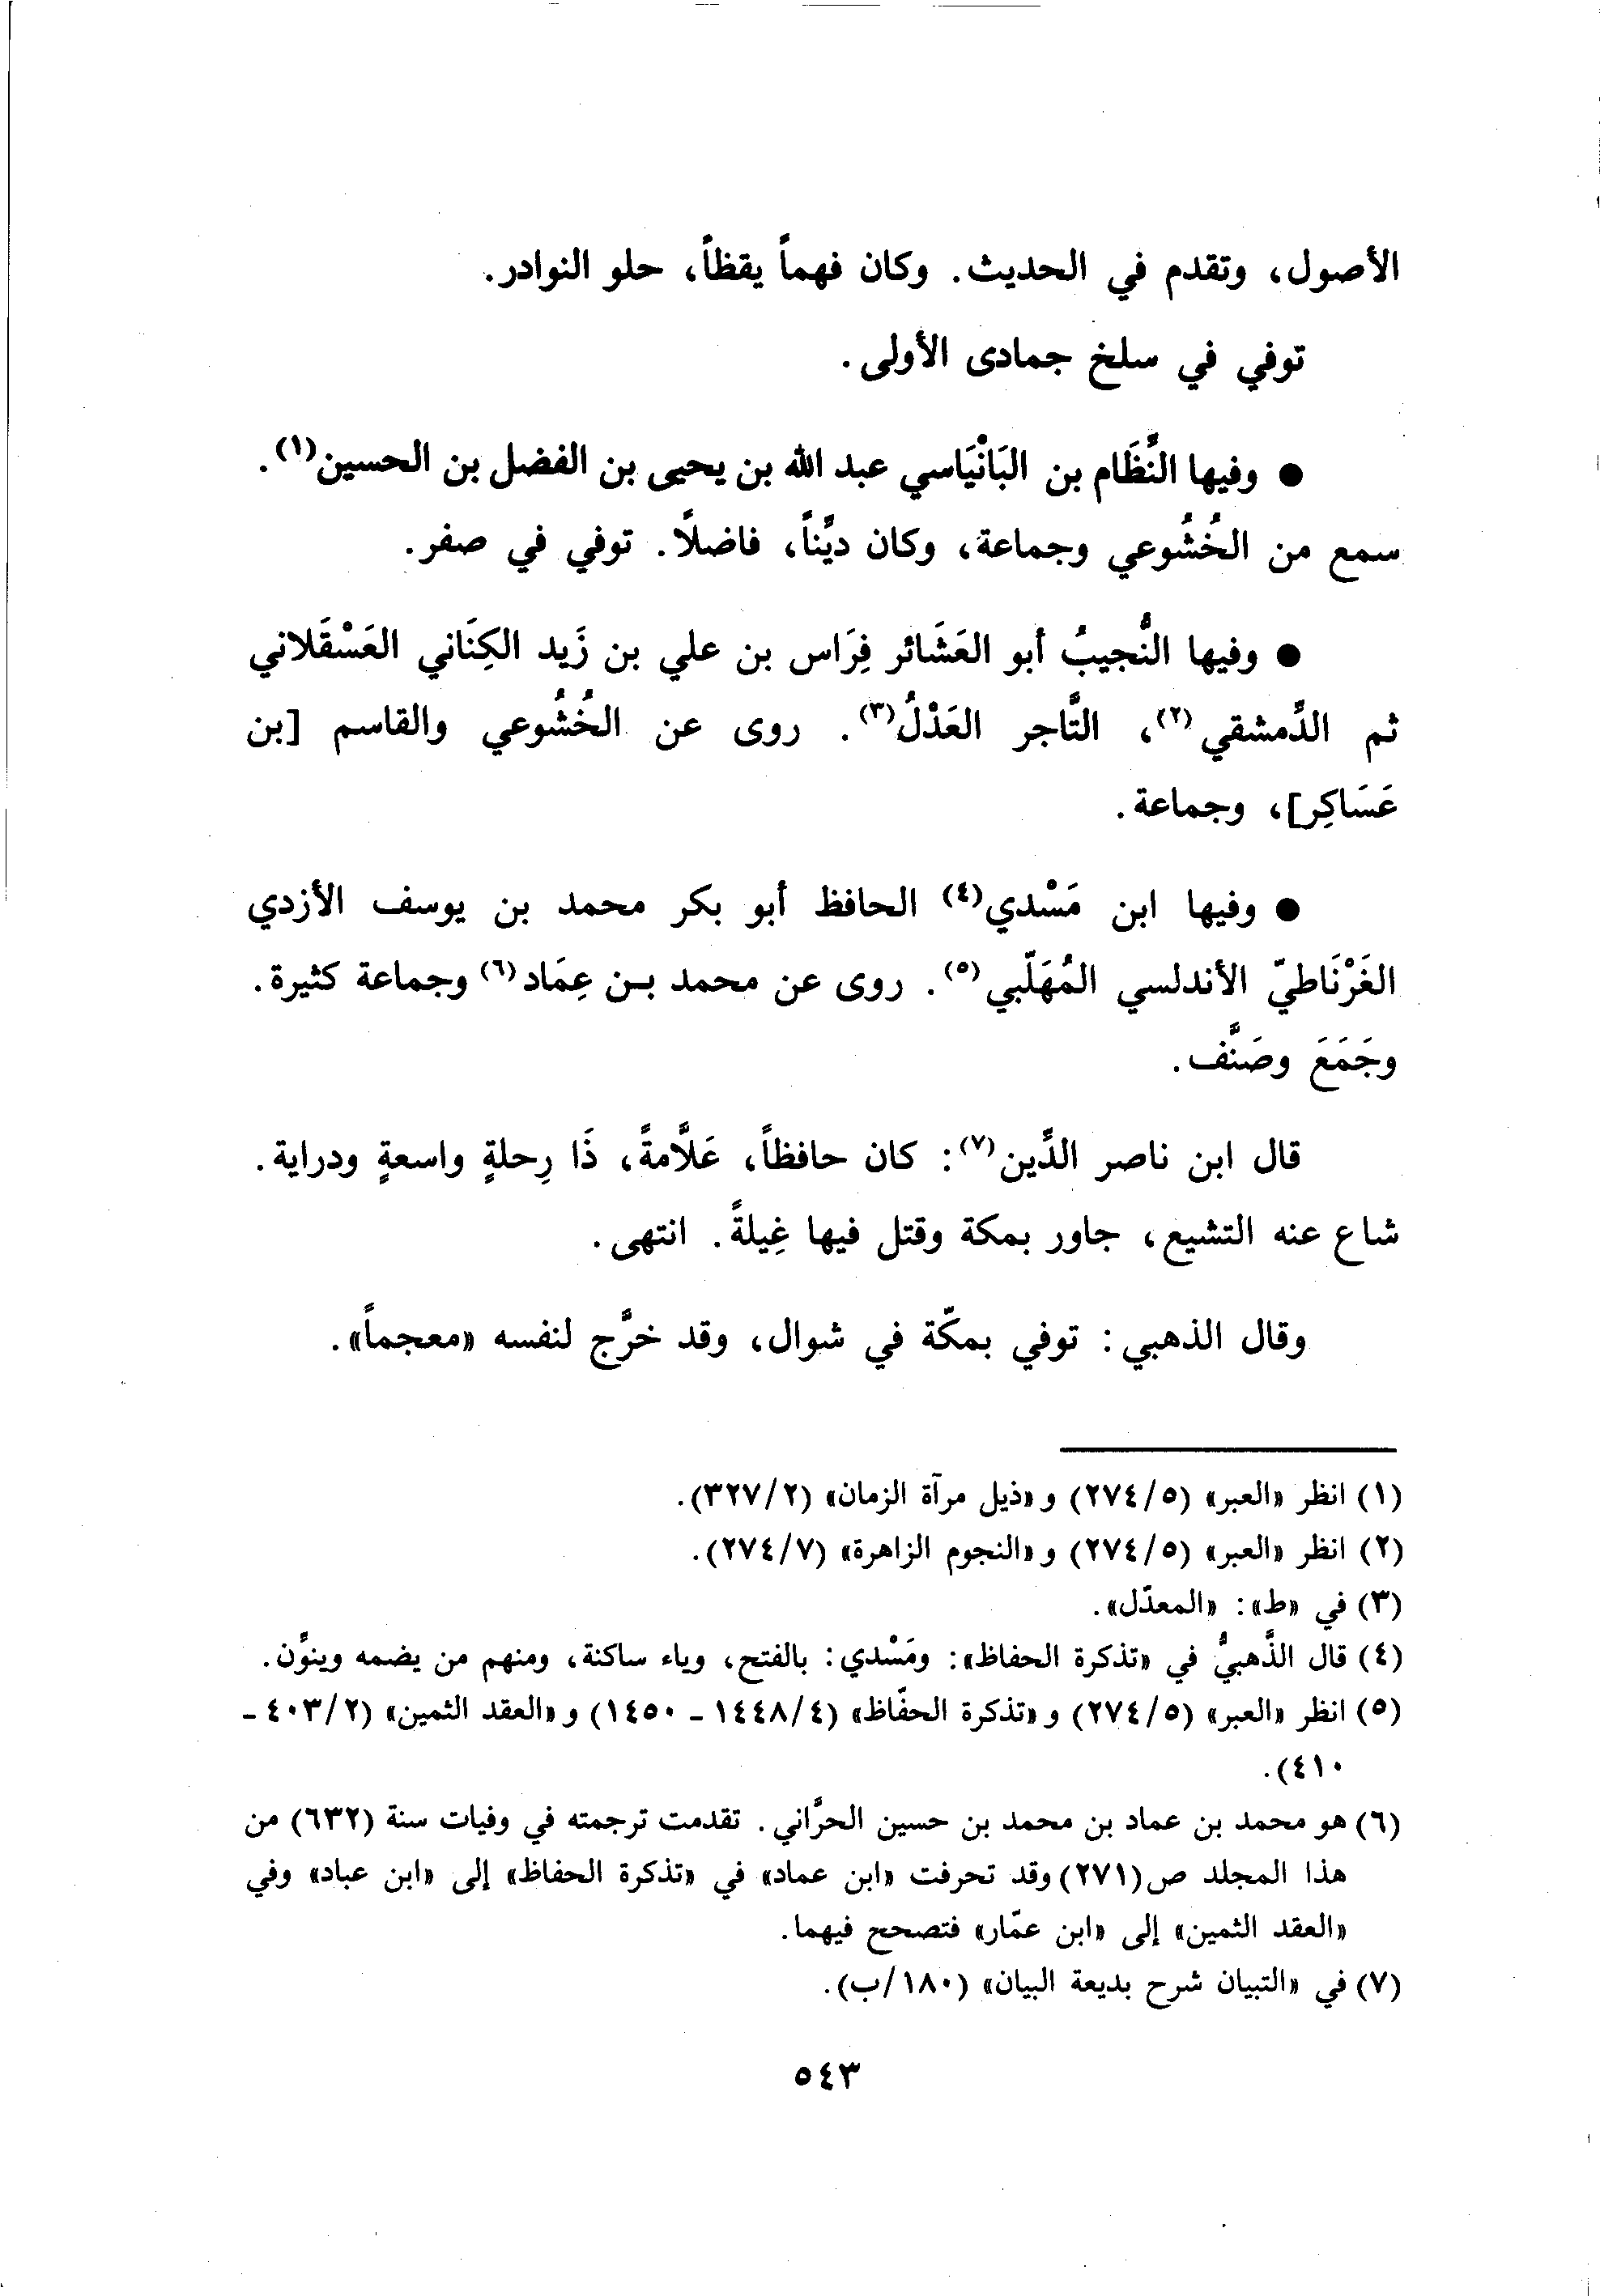 الأصول، وتقدم في الحديث. وكان فهماً يقظاً، حلو النوادر.
توفي في سلخ جمادى الأولى.
● وفيها النِّظَام بن البَانْيَاسي عبد الله بن يحيى بن الفضل بن الحسين(١).
سمع من الخُشُوعي وجماعة، وكان ديِّناً، فاضلًا. توفي في صفر.
● وفيها النَّجيبُ أبو العَشَائر فِرَاس بن علي بن زَيد الكِنَاني العَسْقَلاني
ثم الدِّمشقي(٢)، التَّاجر العَدْلُ(٣). روى عن الخُشُوعي والقاسم [بن
عَسَاكِر]، وجماعة.
● وفيها ابن مَسْدي(٤) الحافظ أبو بكر محمد بن يوسف الأزدي
الغَرْنَاطيّ الأندلسي المُهَلّبي(٥). روى عن محمد بـن عِمَاد(٦) وجماعة كثيرة.
وجَمَعَ وصَنَّف.
قال ابن ناصر الدِّين(٧): كان حافظاً، عَلَّامةً، ذَا رِحلةٍ واسعةٍ ودراية.
شاع عنه التشيع، جاور بمكة وقتل فيها غِيلةً. انتهى.
وقال الذهبي: توفي بمكّة في شوال، وقد خرَّج لنفسه «معجماً».
(١) انظر «العبر» (٥/ ٢٧٤) و «ذيل مرآة الزمان» (٢/ ٣٢٧).
(٢) انظر «العبر» (٥/ ٢٧٤) و «النجوم الزاهرة» (٧/ ٢٧٤).
(٣) في «ط»: «المعدّل».
(٤) قال الذَّهبيُّ في «تذكرة الحفاظ»: ومَسْدي: بالفتح، وياء ساكنة، ومنهم من يضمه وينوِّن.
(٥) انظر «العبر» (٥/ ٢٧٤) و «تذكرة الحفّاظ» (٤/ ١٤٤٨ - ١٤٥٠) و «العقد الثمين» (٢/ ٤٠٣ -
٤١٠).
(٦) هو محمد بن عماد بن محمد بن حسين الحرَّاني. تقدمت ترجمته في وفيات سنة (٦٣٢) من
هذا المجلد ص (٢٧١) وقد تحرفت «ابن عماد» في «تذكرة الحفاظ» إلى «ابن عباد» وفي
«العقد الثمين» إلى «ابن عمّار» فتصحح فيهما.
(٧) في «التبيان شرح بديعة البيان» (١٨٠/ ب).
٥٤٣